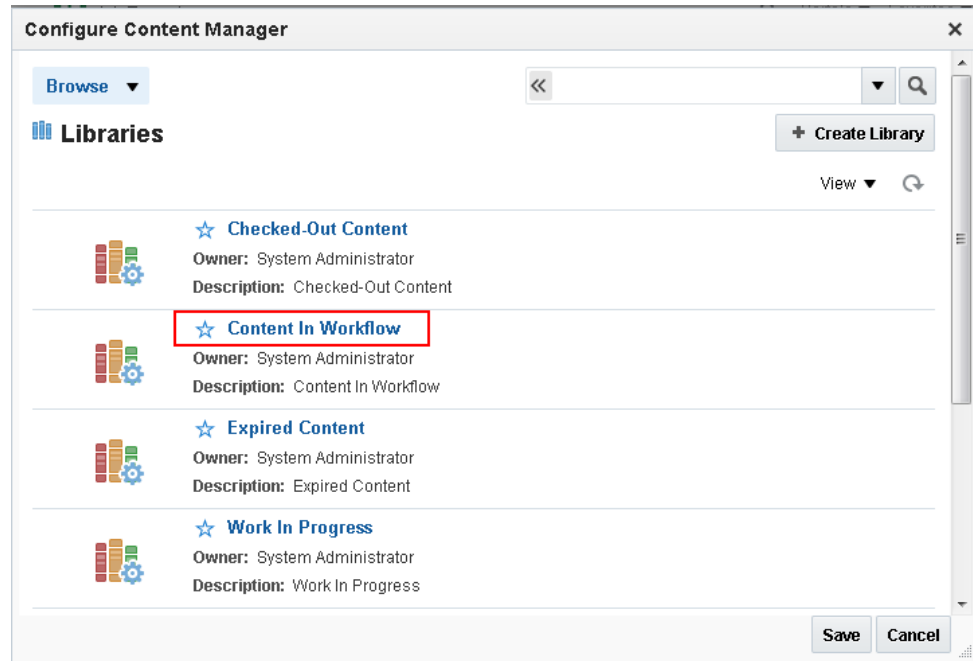 Configure Content Manager
Browse
Libraries
+ Create Library
View
Checked-Out Content
Owner: System Administrator
Description: Checked-Out Content
Content In Workflow
Owner: System Administrator
Description: Content In Workflow
Expired Content
Owner: System Administrator
Description: Expired Content
Work In Progress
Owner: System Administrator
Description: Work In Progress
Save Cancel